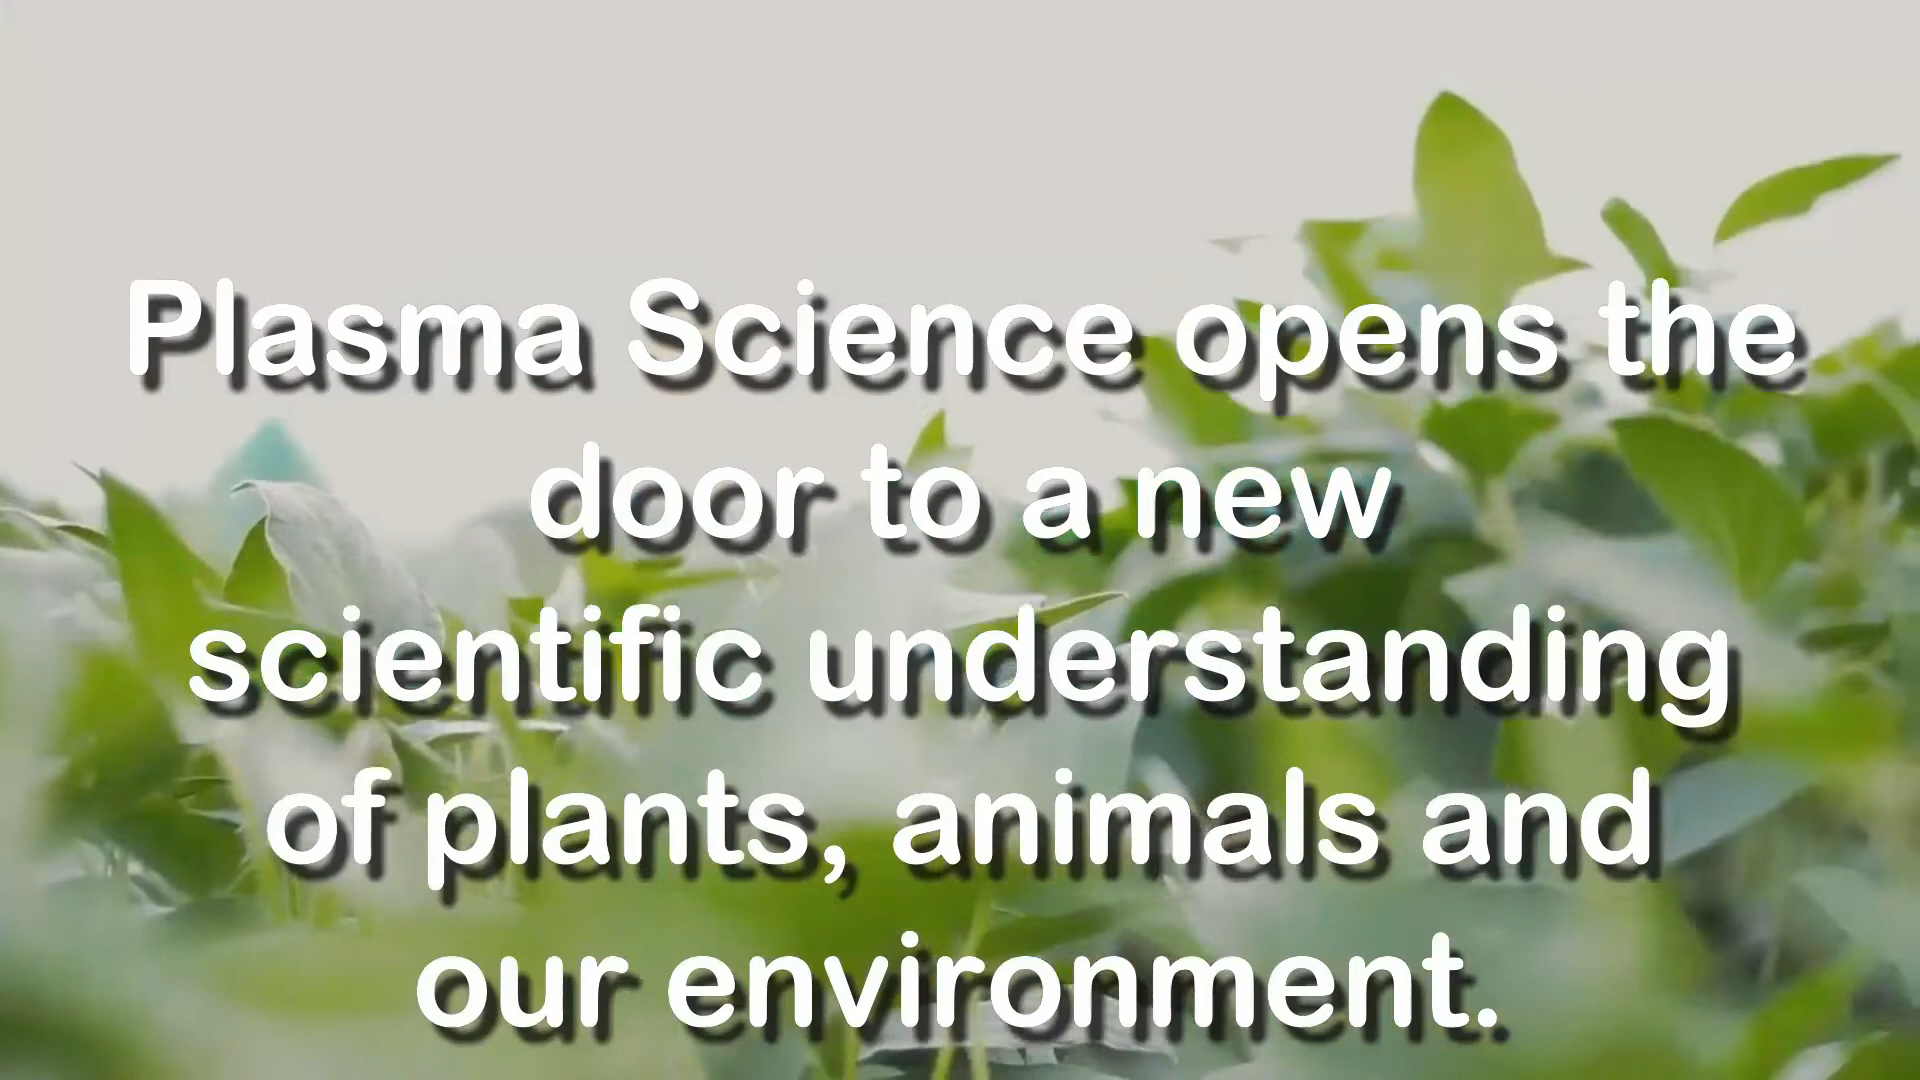 Plasma Science opens the
door to a new
scientific understanding
of plants, animals and
our environment.